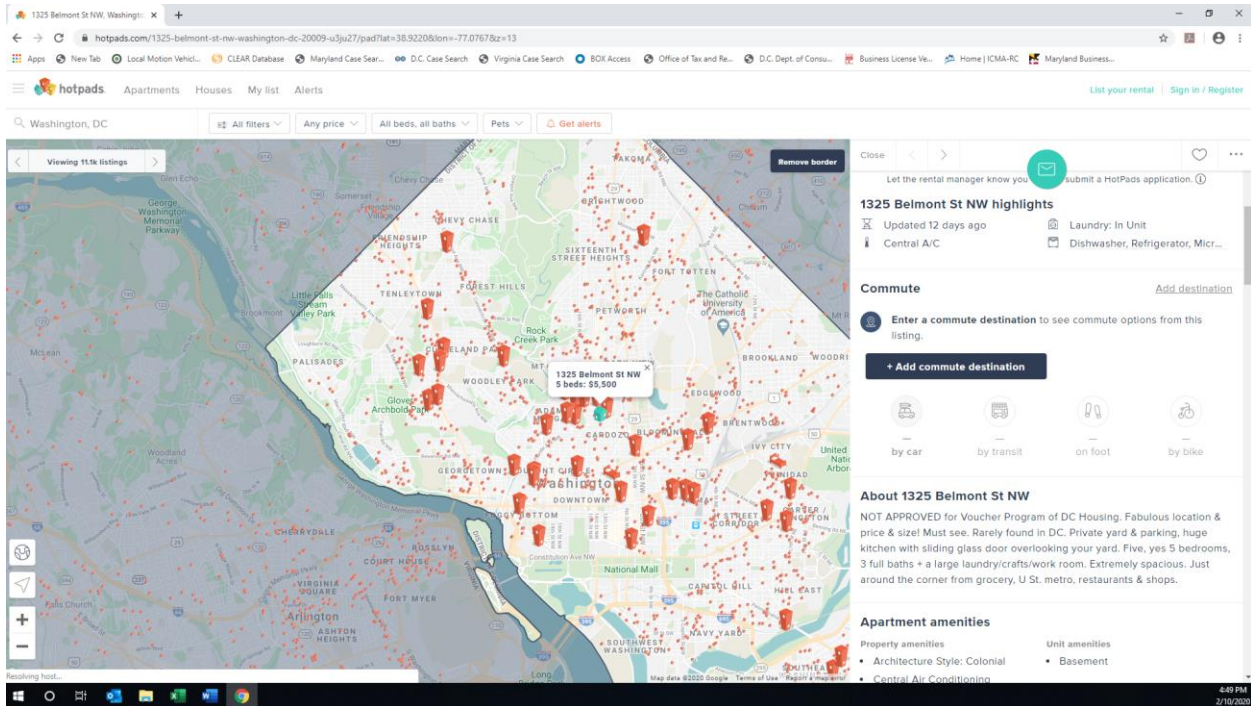 1325 Belmont St NW, Washingto
hotpads.com/1325-belmont-st-nw-washington-dc-20009-u3ju27/pad?lat=38.9220&lon=-77.0767&z=13
Apps New Tab Local Motion Vehicl... CLEAR Database Maryland Case Sear... D.C. Case Search Virginia Case Search BOX Access Office of Tax and Re... D.C. Dept. of Consu... Business License Ve... Home | ICMA-RC Maryland Business...
hotpads. Apartments Houses My list Alerts List your rental Sign in / Register
Washington, DC All filters Any price All beds, all baths Pets Get alerts
Viewing 11.1k listings
Remove border
TAKOMA
Glen Echo
Chevy Chase
Somerset
Chillum
George
Washington
Memorial
Parkway
Friendship
Village
BRIGHTWOOD
CHEVY CHASE
FRIENDSHIP
HEIGHTS
SIXTEENTH
STREET HEIGHTS
FORT TOTTEN
FOREST HILLS
TENLEYTOWN
Little Falls
Stream
Valley Park
Brookmont
The Catholic
University
of America
PETWORTH
Rock
Creek Park
McLean
PALISADES
BROOKLAND
WOODRI
1325 Belmont St NW
5 beds: $5,500
WOODLEY PARK
EDGEWOOD
Glover
Archbold Park
BRENTWOOD
CARDOZO
IVY CITY
Woodland
Acres
United
Natio
Arbor
GEORGETOWN
Washington
DOWNTOWN
FOGGY BOTTOM
CHERRYDALE
ROSSLYN
Constitution Ave NW
COURT HOUSE
National Mall
VIRGINIA
SQUARE
CAPITOL HILL
HILL EAST
FORT MYER
Falls Church
Arlington
ASHTON
HEIGHTS
NAVY YARD
SOUTHWEST
WASHINGTON
Long
Map data ©2020 Google Terms of Use Report a map error
Resolving host...
Close
Let the rental manager know you submit a HotPads application.
1325 Belmont St NW highlights
Updated 12 days ago Laundry: In Unit
Central A/C Dishwasher, Refrigerator, Micr...
Commute Add destination
Enter a commute destination to see commute options from this
listing.
+ Add commute destination
by car by transit on foot by bike
About 1325 Belmont St NW
NOT APPROVED for Voucher Program of DC Housing. Fabulous location &
price & size! Must see. Rarely found in DC. Private yard & parking, huge
kitchen with sliding glass door overlooking your yard. Five, yes 5 bedrooms,
3 full baths + a large laundry/crafts/work room. Extremely spacious. Just
around the corner from grocery, U St. metro, restaurants & shops.
Apartment amenities
Property amenities Unit amenities
• Architecture Style: Colonial • Basement
• Central Air Conditioning
4:49 PM
2/10/2020